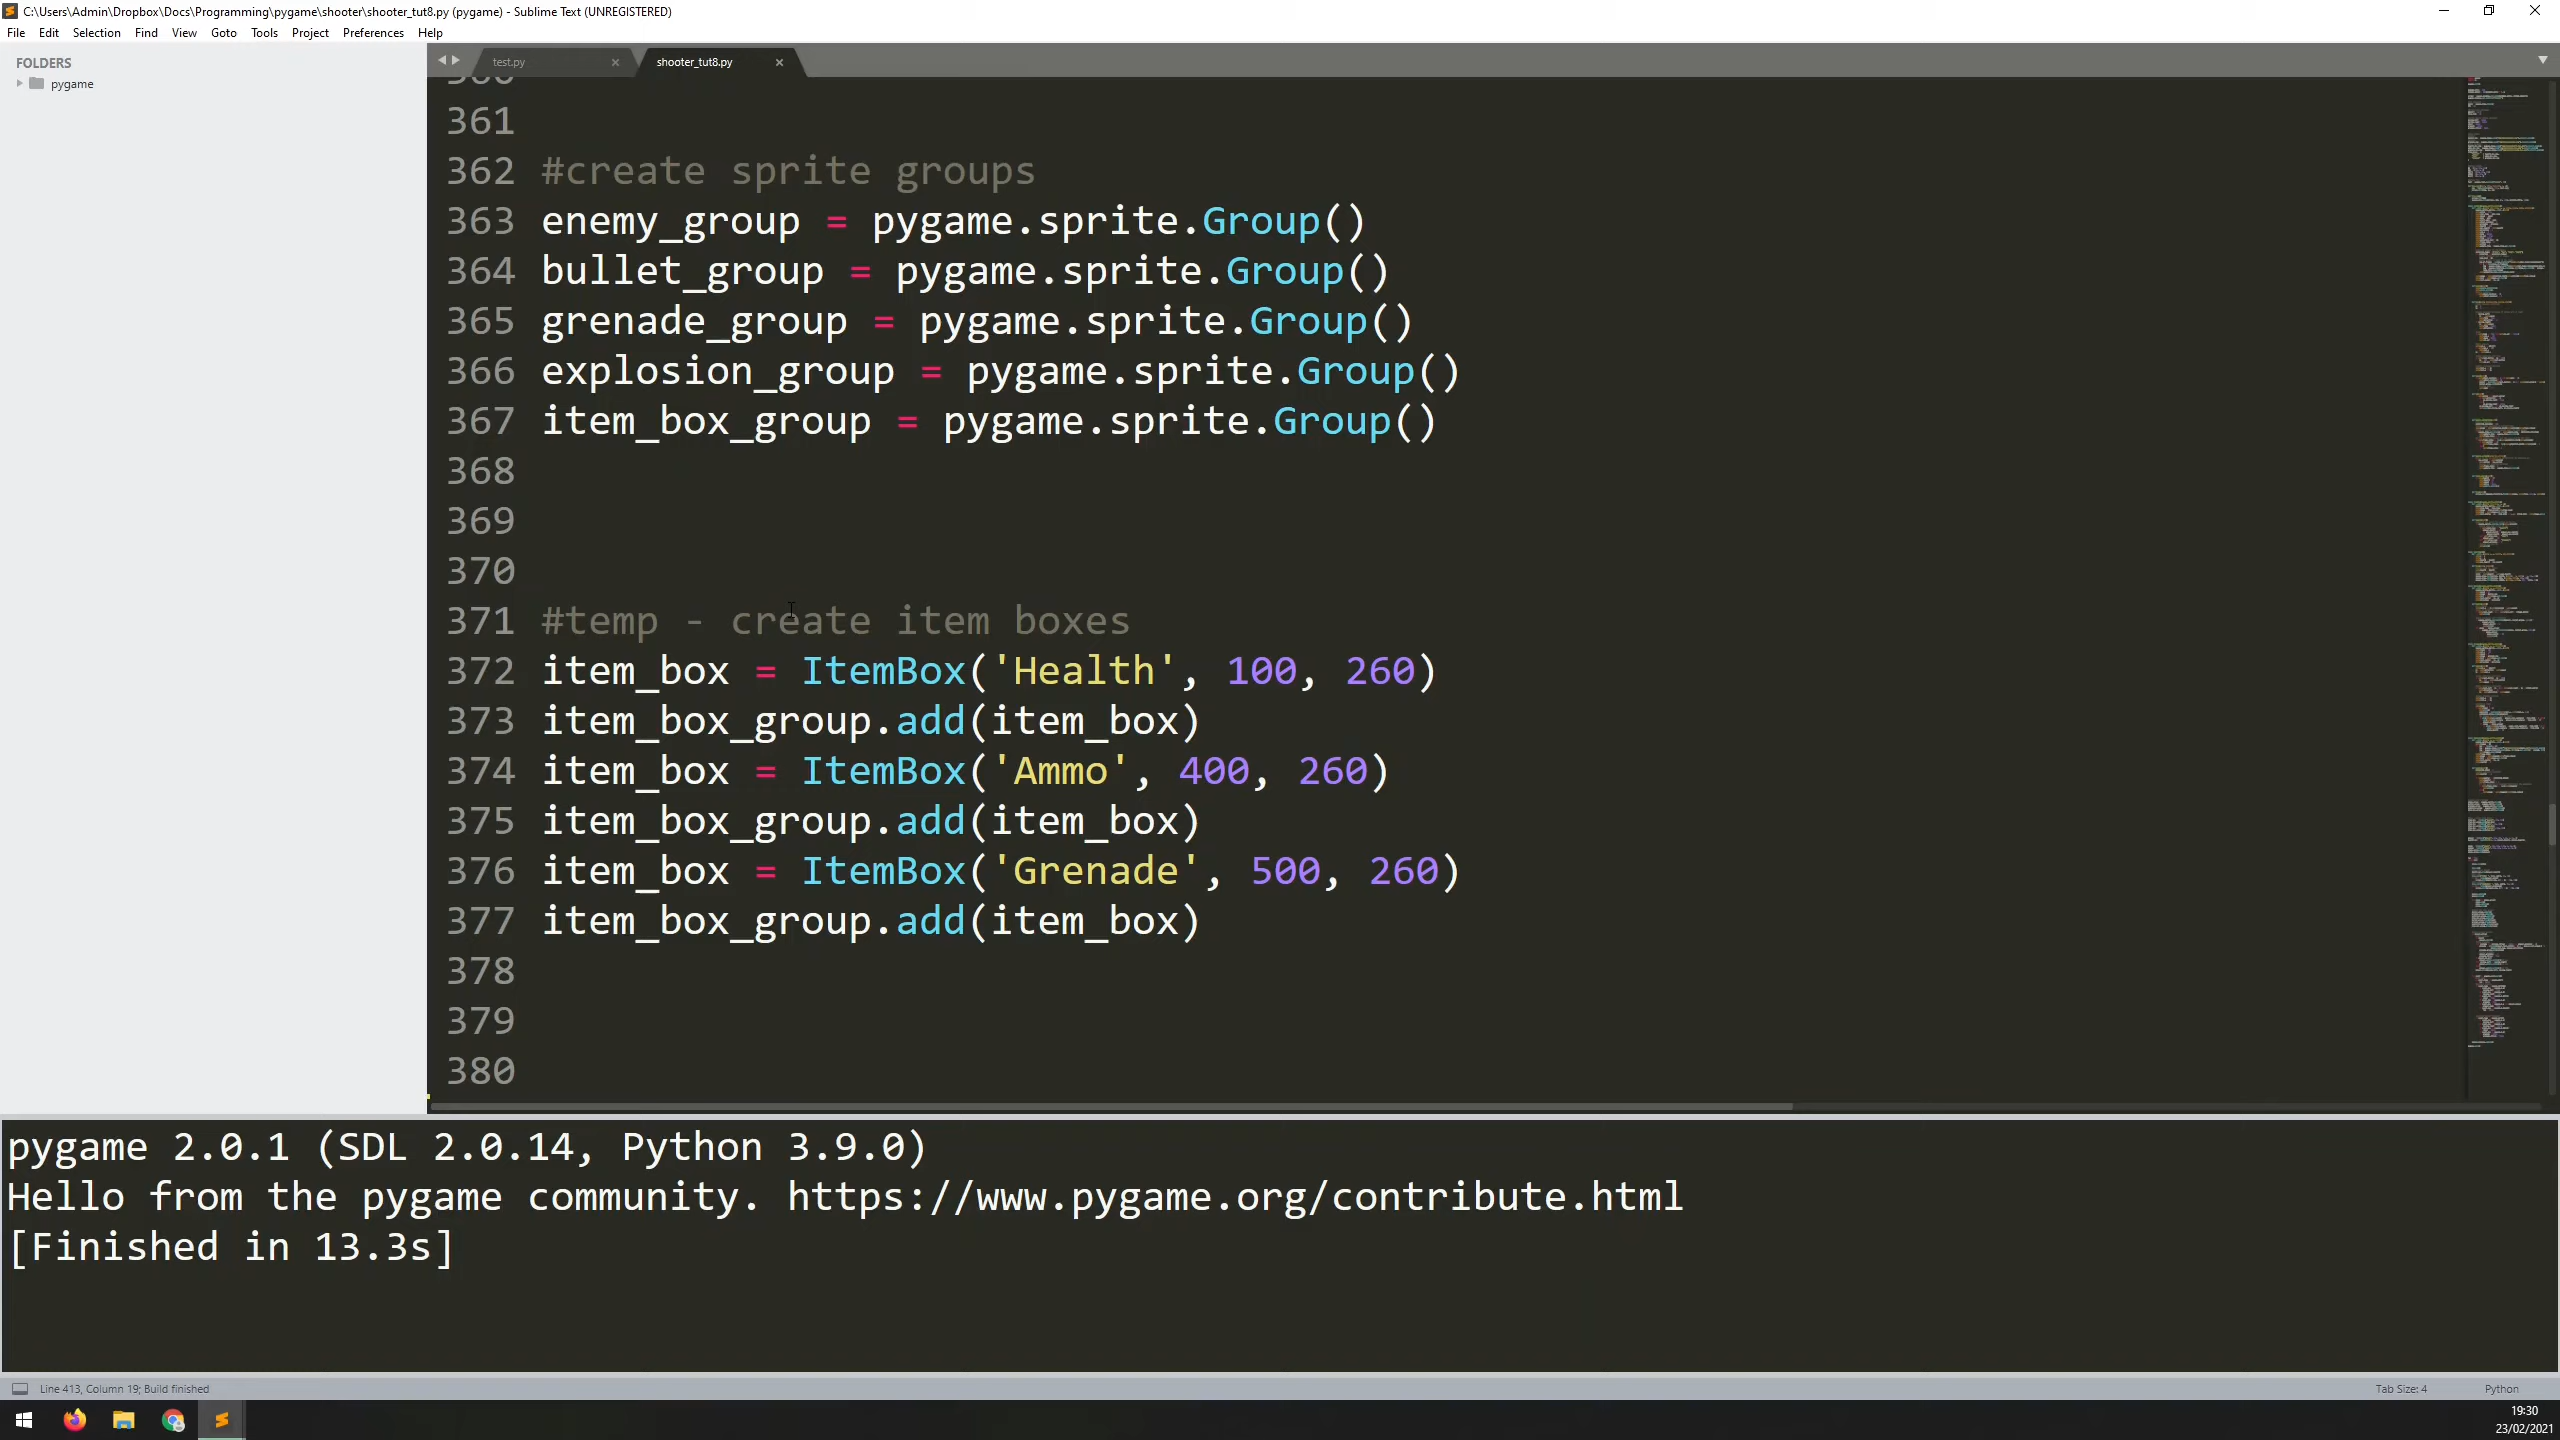 C:\Users\Admin\Dropbox\Docs\Programming\pygame\shooter\shooter_tut8.py (pygame) - Sublime Text (UNREGISTERED)
File Edit Selection Find View Goto Tools Project Preferences Help
FOLDERS
pygame
test.py shooter_tut8.py
360
361
362 #create sprite groups
363 enemy_group = pygame.sprite.Group()
364 bullet_group = pygame.sprite.Group()
365 grenade_group = pygame.sprite.Group()
366 explosion_group = pygame.sprite.Group()
367 item_box_group = pygame.sprite.Group()
368
369
370
371 #temp - create item boxes
372 item_box = ItemBox('Health', 100, 260)
373 item_box_group.add(item_box)
374 item_box = ItemBox('Ammo', 400, 260)
375 item_box_group.add(item_box)
376 item_box = ItemBox('Grenade', 500, 260)
377 item_box_group.add(item_box)
378
379
380
pygame 2.0.1 (SDL 2.0.14, Python 3.9.0)
Hello from the pygame community. https://www.pygame.org/contribute.html
[Finished in 13.3s]
Line 413, Column 19; Build finished
Tab Size: 4 Python
19:30
23/02/2021